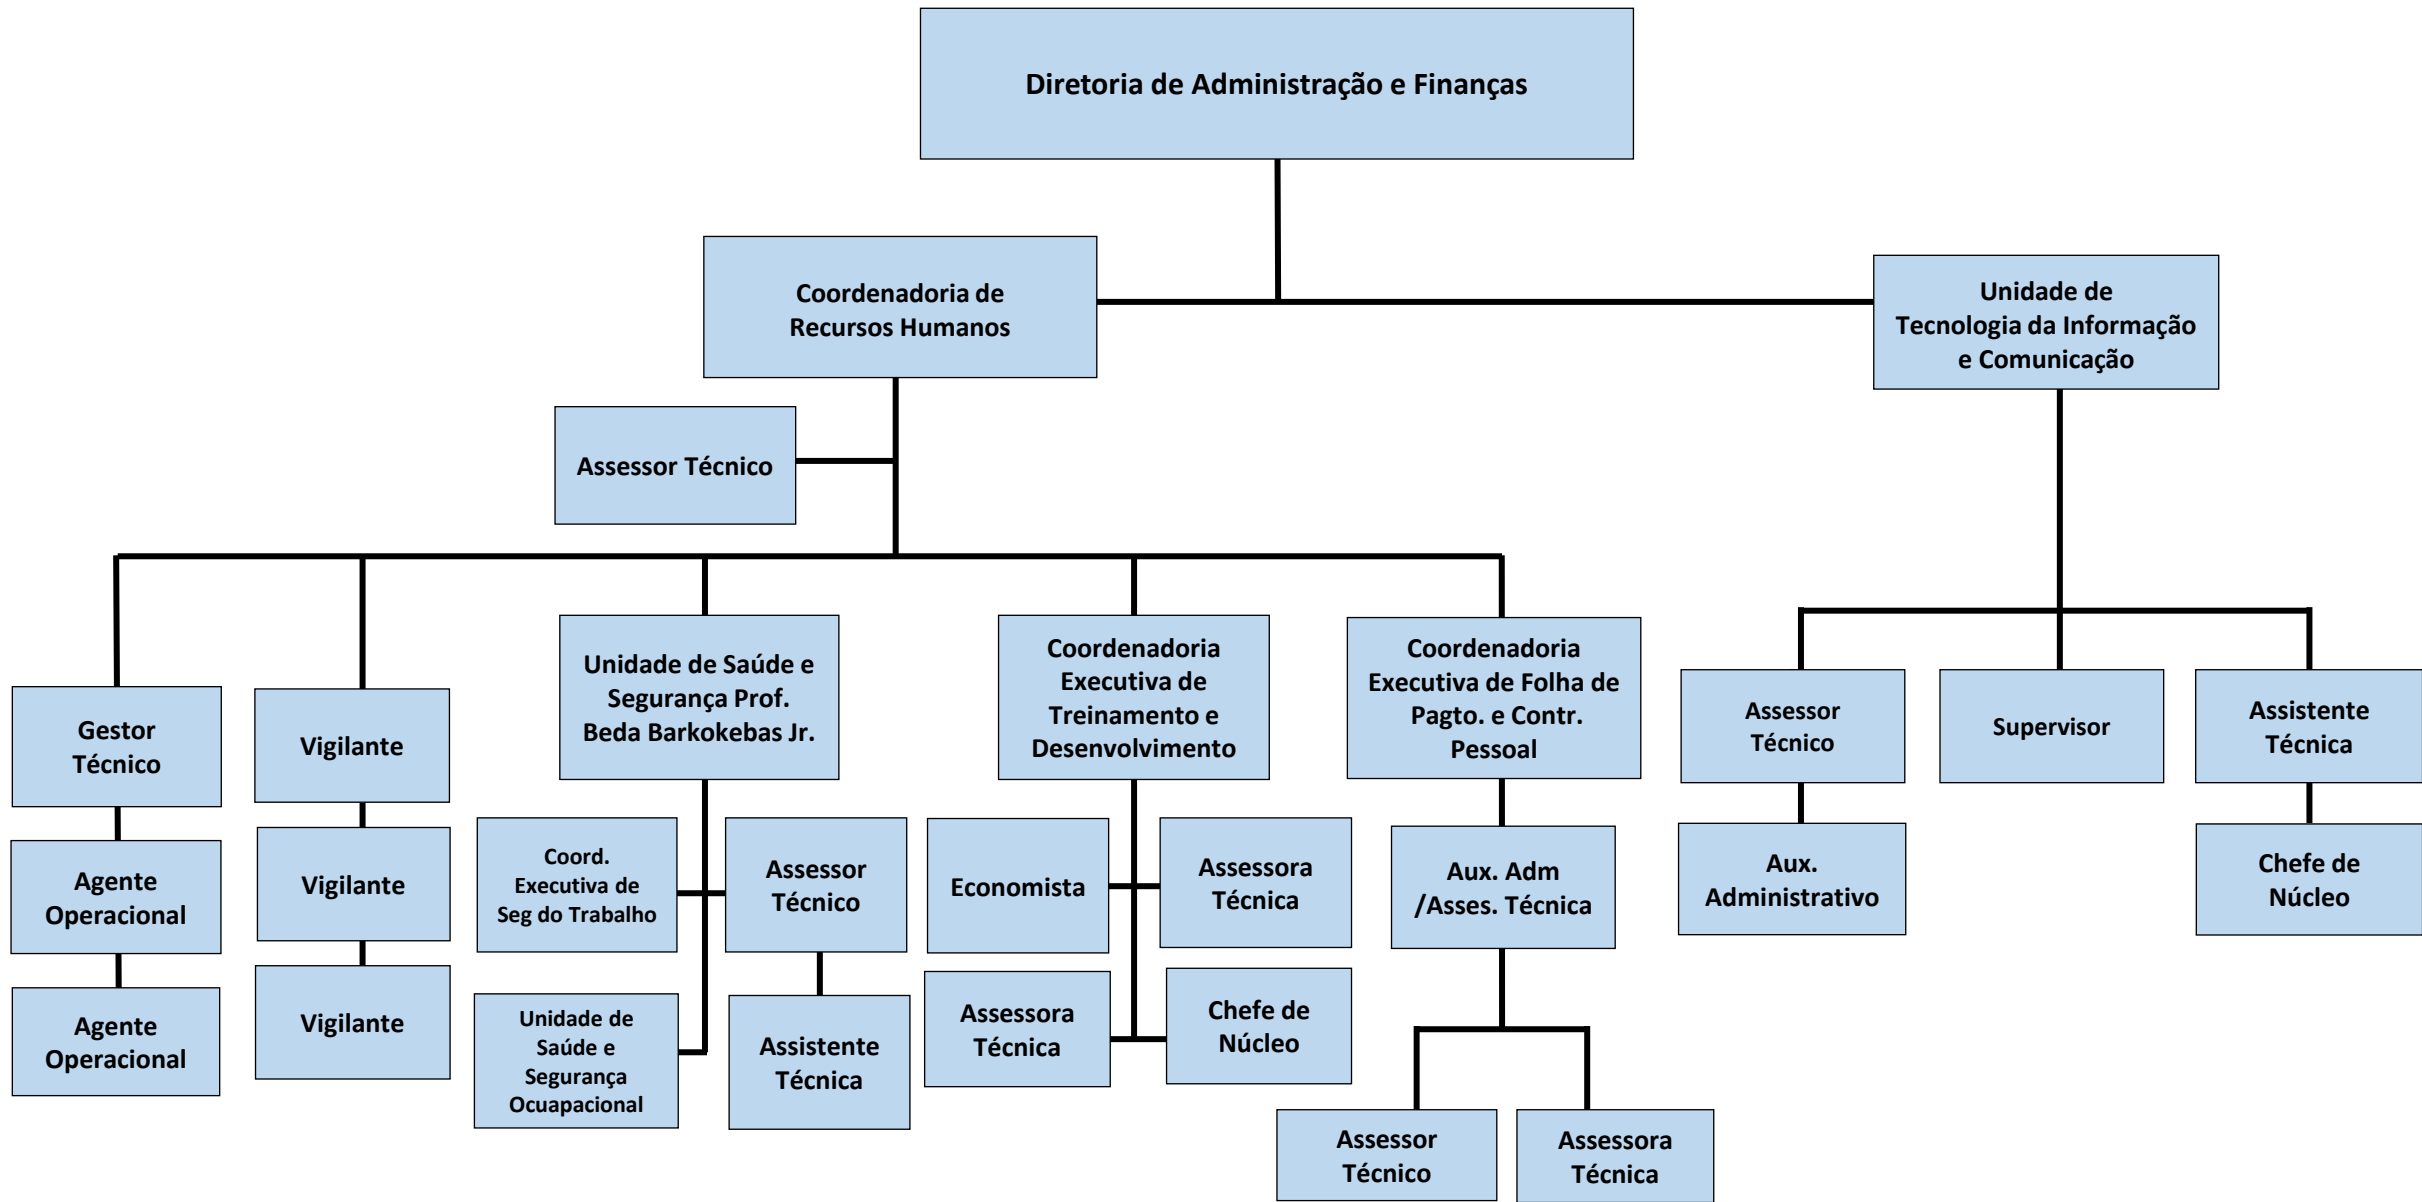 Diretoria de Administração e Finanças
Coordenadoria de
Recursos Humanos
Unidade de
Tecnologia da Informação
e Comunicação
Assessor Técnico
Gestor
Técnico
Vigilante
Unidade de Saúde e
Segurança Prof.
Beda Barkokebas Jr.
Coordenadoria
Executiva de
Treinamento e
Desenvolvimento
Coordenadoria
Executiva de Folha de
Pagto. e Contr.
Pessoal
Assessor
Técnico
Supervisor
Assistente
Técnica
Agente
Operacional
Vigilante
Coord.
Executiva de
Seg do Trabalho
Assessor
Técnico
Economista
Assessora
Técnica
Aux. Adm
/Asses. Técnica
Aux.
Administrativo
Chefe de
Núcleo
Agente
Operacional
Vigilante
Unidade de
Saúde e
Segurança
Ocuapacional
Assistente
Técnica
Assessora
Técnica
Chefe de
Núcleo
Assessor
Técnico
Assessora
Técnica